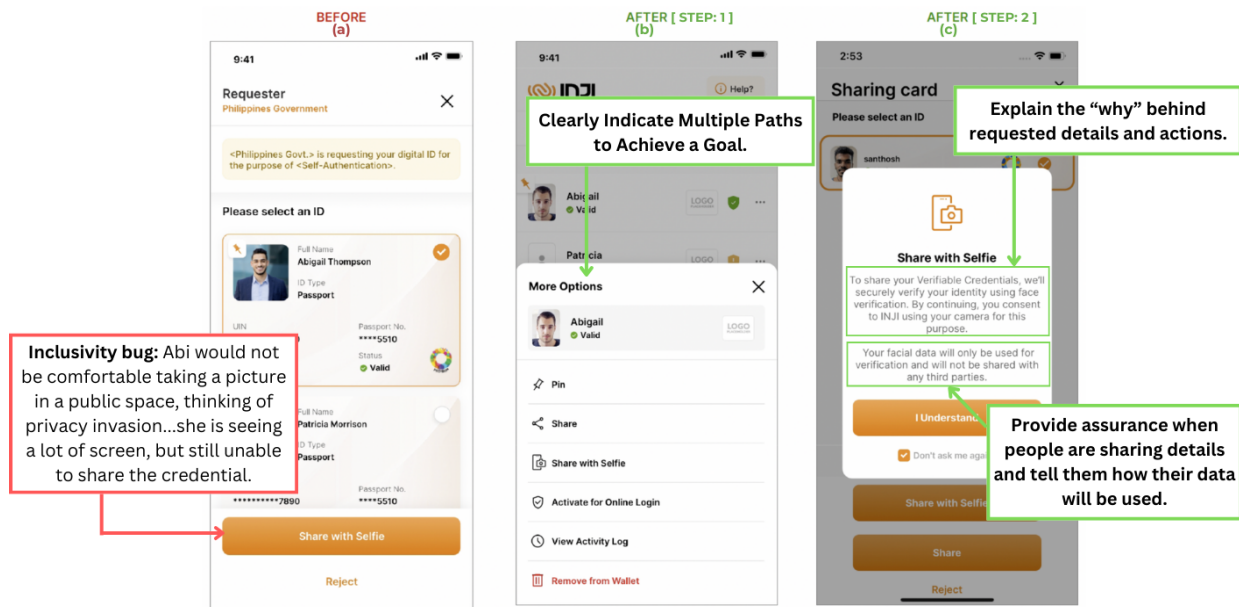 BEFORE
(a)
9:41
Requester
Philippines Government
<Philippines Govt.> is requesting your digital ID for
the purpose of <Self-Authentication>.
Please select an ID
Full Name
Abigail Thompson
ID Type
Passport
UIN
Passport No.
****5510
Status
Valid
Full Name
Patricia Morrison
ID Type
Passport
Passport No.
**********7890
****5510
Share with Selfie
Reject
Inclusivity bug: Abi would not
be comfortable taking a picture
in a public space, thinking of
privacy invasion...she is seeing
a lot of screen, but still unable
to share the credential.
AFTER [ STEP: 1 ]
(b)
9:41
INJI
Help?
Clearly Indicate Multiple Paths
to Achieve a Goal.
Abigail
Valid
LOGO
Patricia
LOGO
More Options
Abigail
Valid
LOGO
Pin
Share
Share with Selfie
Activate for Online Login
View Activity Log
Remove from Wallet
AFTER [ STEP: 2 ]
(c)
2:53
Sharing card
Please select an ID
santhosh
Explain the “why” behind
requested details and actions.
Share with Selfie
To share your Verifiable Credentials, we'll
securely verify your identity using face
verification. By continuing, you consent
to INJI using your camera for this
purpose.
Your facial data will only be used for
verification and will not be shared with
any third parties.
I Understand
Don't ask me again
Provide assurance when
people are sharing details
and tell them how their data
will be used.
Share with Selfie
Share
Reject